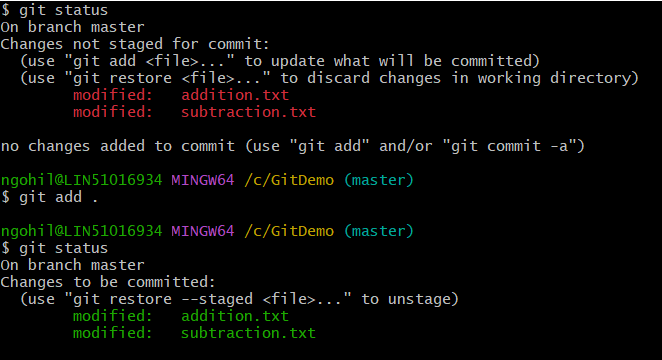 $ git status
On branch master
Changes not staged for commit:
  (use "git add <file>..." to update what will be committed)
  (use "git restore <file>..." to discard changes in working directory)
        modified:   addition.txt
        modified:   subtraction.txt

no changes added to commit (use "git add" and/or "git commit -a")

ngohil@LIN51016934 MINGW64 /c/GitDemo (master)
$ git add .

ngohil@LIN51016934 MINGW64 /c/GitDemo (master)
$ git status
On branch master
Changes to be committed:
  (use "git restore --staged <file>..." to unstage)
        modified:   addition.txt
        modified:   subtraction.txt